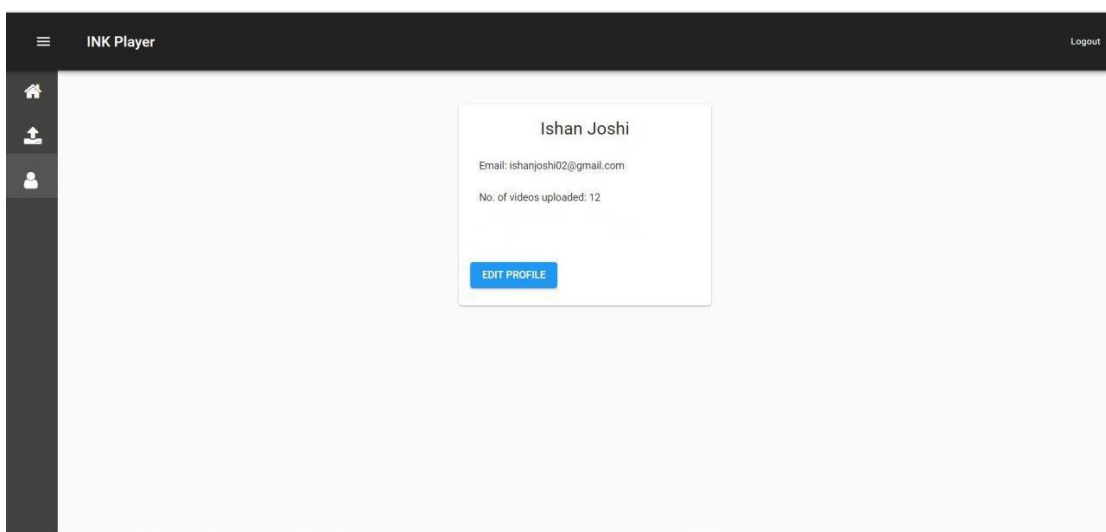 INK Player
Logout
Ishan Joshi
Email: ishanjoshi02@gmail.com
No. of videos uploaded: 12
EDIT PROFILE